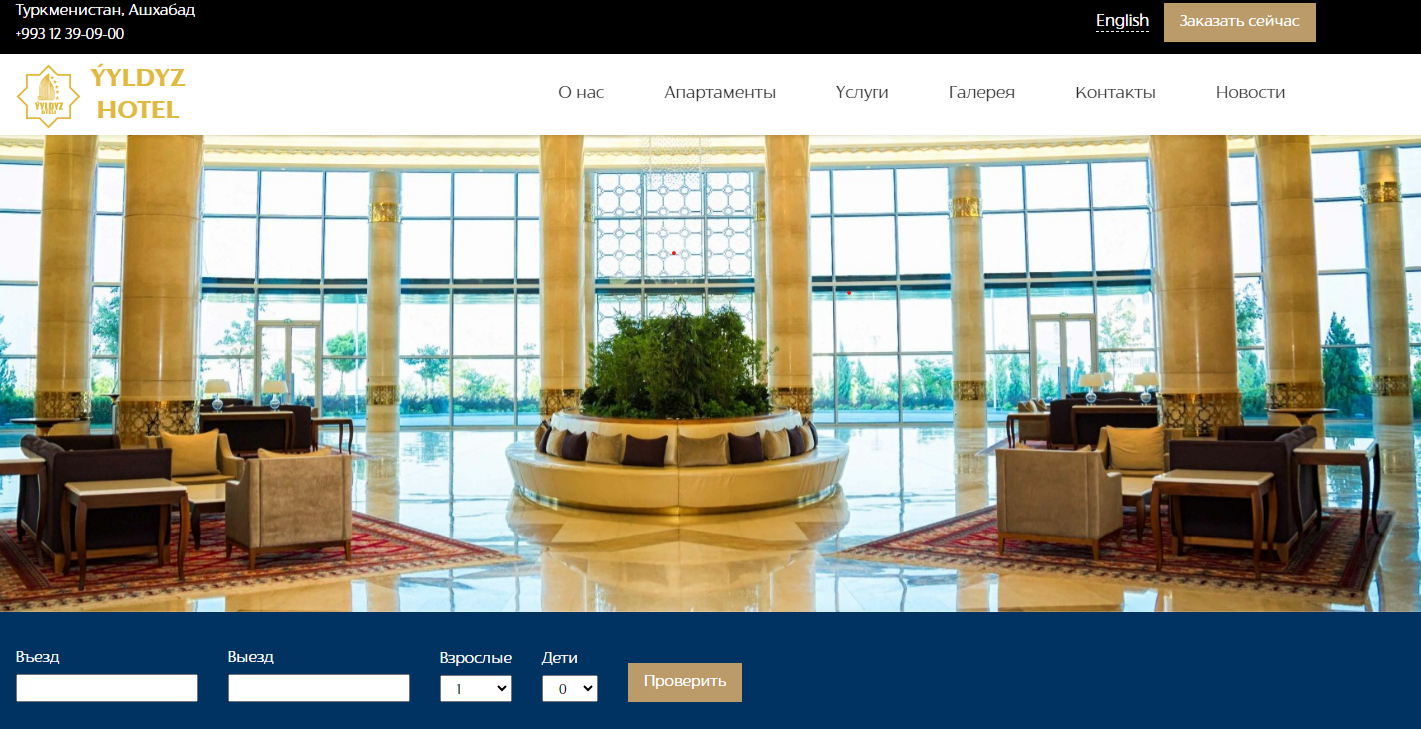 Туркменистан, Ашхабад
+993 12 39-09-00
English
Заказать сейчас
ÝYLDYZ
HOTEL
ÝYLDYZ
HOTEL
О нас
Апартаменты
Услуги
Галерея
Контакты
Новости
Въезд
Выезд
Взрослые
Дети
1
0
Проверить